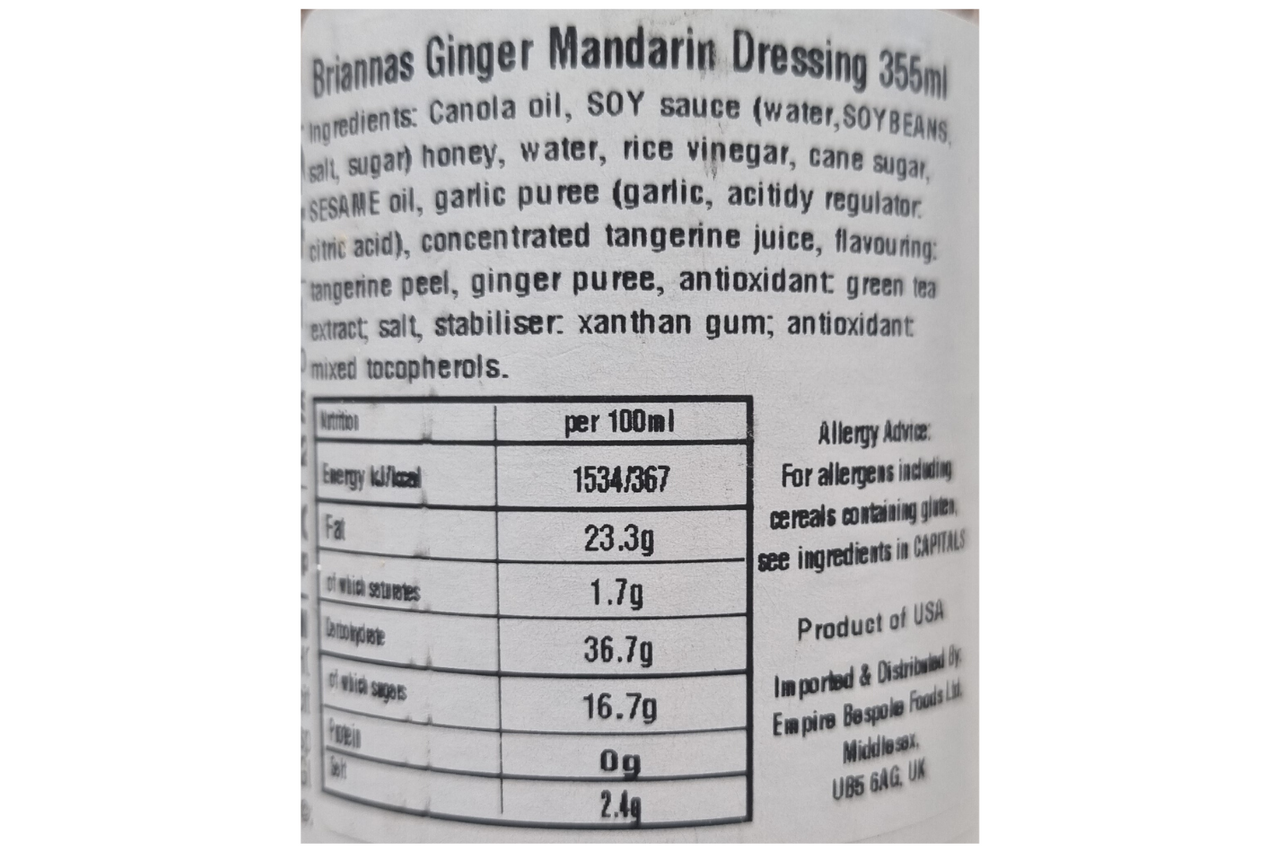 Briannas Ginger Mandarin Dressing 355ml
Ingredients: Canola oil, SOY sauce (water, SOYBEANS,
salt, sugar) honey, water, rice vinegar, cane sugar,
SESAME oil, garlic puree (garlic, acitidy regulator:
citric acid), concentrated tangerine juice, flavouring:
tangerine peel, ginger puree, antioxidant: green tea
extract; salt, stabiliser: xanthan gum; antioxidant:
mixed tocopherols.
Nutrition per 100ml
Energy kJ/kcal 1534/367
Fat 23.3g
of which saturates 1.7g
Carbohydrate 36.7g
of which sugars 16.7g
Protein 0g
Salt 2.4g
Allergy Advice:
For allergens including
cereals containing gluten,
see ingredients in CAPITALS
Product of USA
Imported & Distributed By:
Empire Bespoke Foods Ltd.
Middlesex,
UB5 6AG, UK